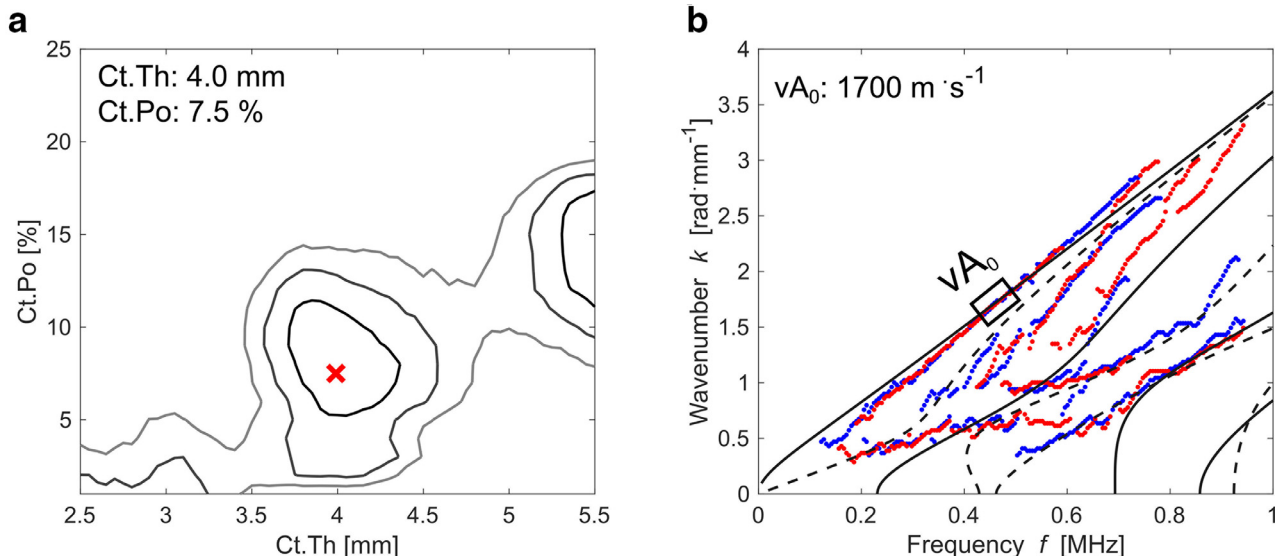 a
Ct.Th: 4.0 mm
Ct.Po: 7.5 %
25
20
15
10
5
Ct.Po [%]
2.5
3
3.5
4
4.5
5
5.5
Ct.Th [mm]
b
vA₀: 1700 m·s⁻¹
vA₀
4
3.5
3
2.5
2
1.5
1
0.5
0
Wavenumber k [rad·mm⁻¹]
0
0.2
0.4
0.6
0.8
1
Frequency f [MHz]